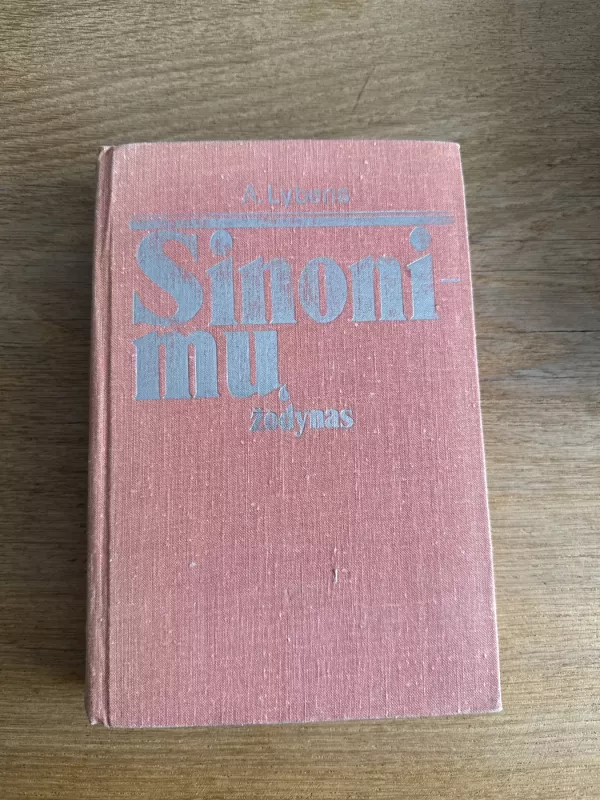 A. Lyberis
Sinoni-
mų
žodynas